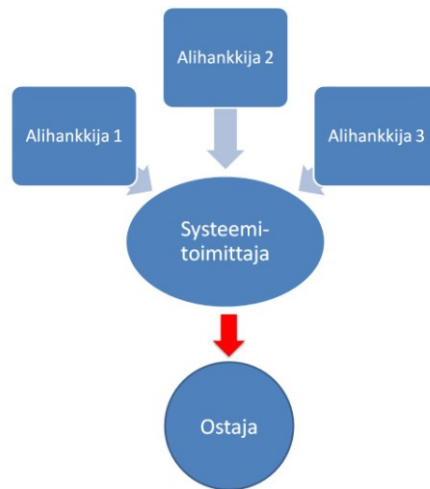 Alihankkija 2
Alihankkija 1
Alihankkija 3
Systeemi-
toimittaja
Ostaja